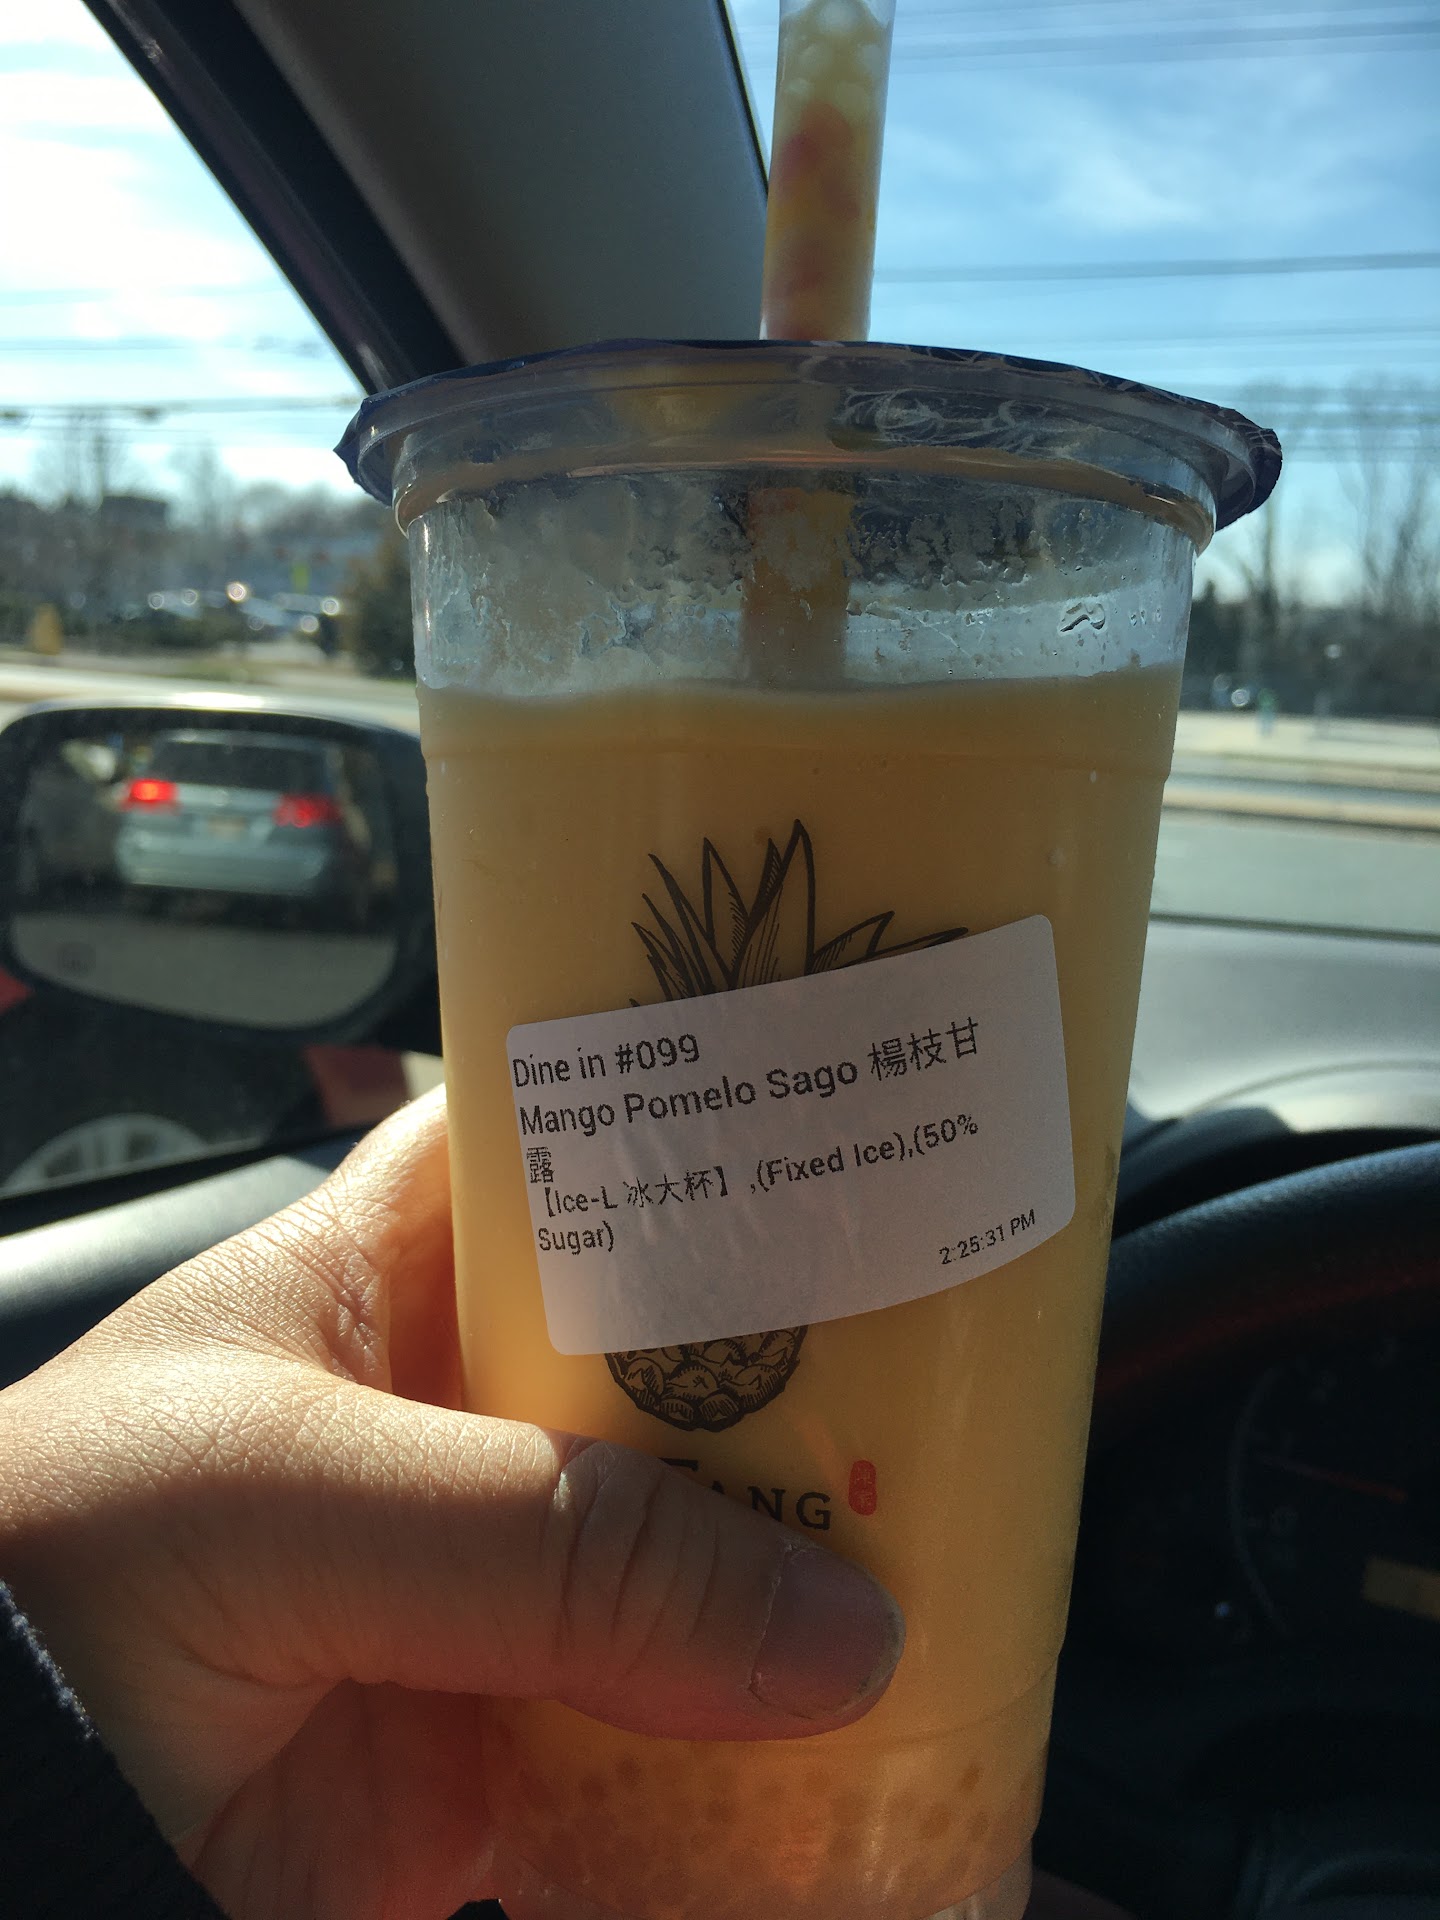 Dine in #099
Mango Pomelo Sago 楊枝甘
露
【Ice-L 冰大杯】 ,(Fixed Ice),(50%
Sugar)
2:25:31 PM
FANG